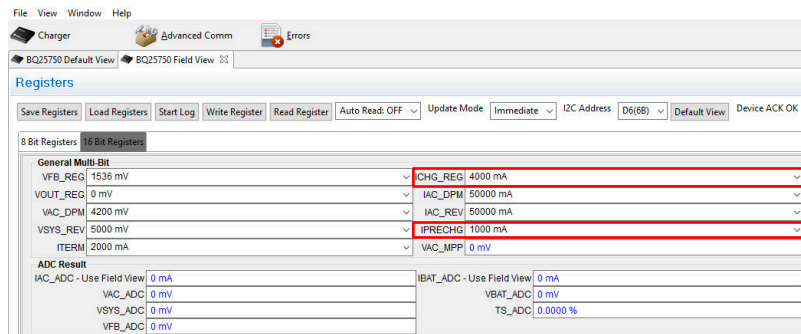 File View Window Help
Charger Advanced Comm Errors
BQ25750 Default View BQ25750 Field View
Registers
Save Registers Load Registers Start Log Write Register Read Register Auto Read: OFF Update Mode Immediate I2C Address D6(6B) Default View Device ACK OK
8 Bit Registers 16 Bit Registers
General Multi-Bit
VFB_REG 1536 mV ICHG_REG 4000 mA
VOUT_REG 0 mV IAC_DPM 50000 mA
VAC_DPM 4200 mV IAC_REV 50000 mA
VSYS_REV 5000 mV IPRECHG 1000 mA
ITERM 2000 mA VAC_MPP 0 mV
ADC Result
IAC_ADC - Use Field View 0 mA IBAT_ADC - Use Field View 0 mA
VAC_ADC 0 mV VBAT_ADC 0 mV
VSYS_ADC 0 mV TS_ADC 0.0000 %
VFB_ADC 0 mV